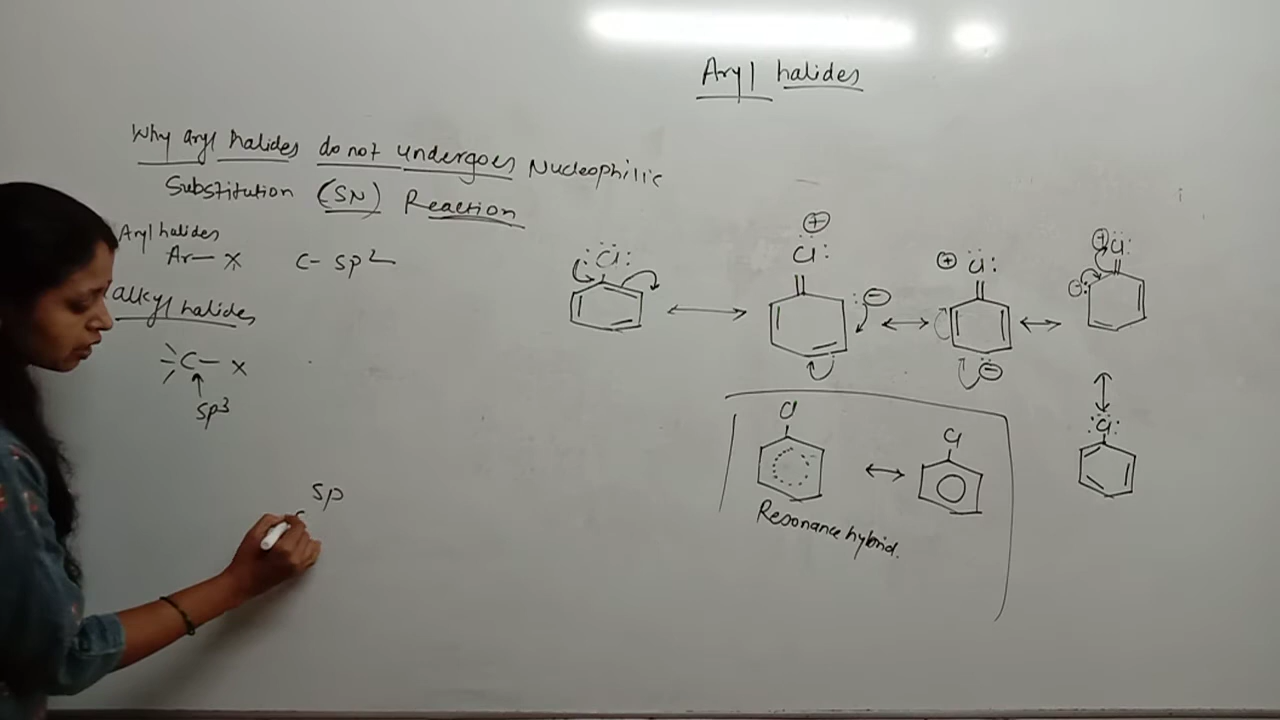 Aryl halides
Why aryl halides do not undergoes Nucleophilic
Substitution (SN) Reaction
Aryl halides
Ar—X C- SP2
alkyl halides
C—X
SP3
SP
:Cl:
⊕
Cl:
:⊖
⊕ Cl:
⊖
⊕ Cl:
⊖:
:Cl:
Cl
Cl
Resonance hybrid.